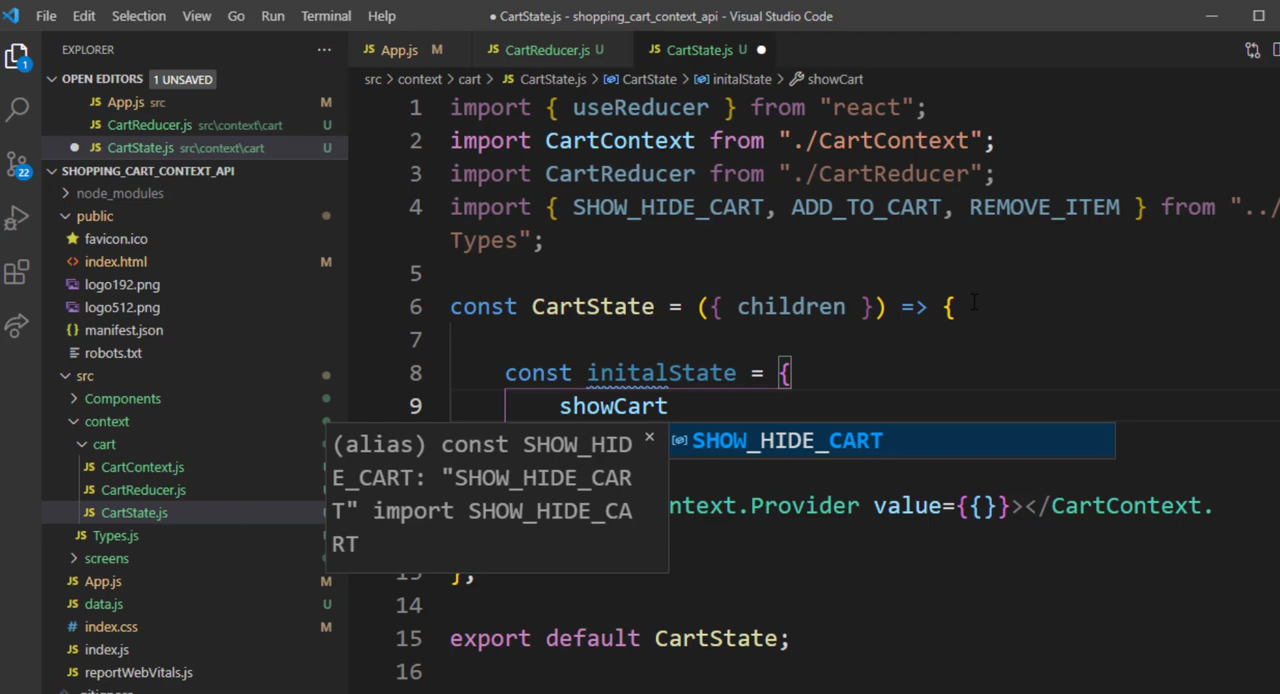 File Edit Selection View Go Run Terminal Help ● CartState.js - shopping_cart_context_api - Visual Studio Code
EXPLORER ···
OPEN EDITORS 1 UNSAVED
JS App.js src M
JS CartReducer.js src\context\cart U
● JS CartState.js src\context\cart U
SHOPPING_CART_CONTEXT_API
node_modules
public
favicon.ico
<> index.html M
logo192.png
logo512.png
{} manifest.json
robots.txt
src
Components
context
cart
JS CartContext.js U
JS CartReducer.js U
JS CartState.js U
JS Types.js U
screens
JS App.js M
JS data.js U
# index.css M
JS index.js
JS reportWebVitals.js
.gitignore
1
22
JS App.js M JS CartReducer.js U JS CartState.js U ●
src > context > cart > JS CartState.js > CartState > initalState > showCart
1 import { useReducer } from "react";
2 import CartContext from "./CartContext";
3 import CartReducer from "./CartReducer";
4 import { SHOW_HIDE_CART, ADD_TO_CART, REMOVE_ITEM } from "../
Types";
5
6 const CartState = ({ children }) => {
7
8 const initalState = {
9 showCart
(alias) const SHOW_HID ×
E_CART: "SHOW_HIDE_CAR
T" import SHOW_HIDE_CA
RT
SHOW_HIDE_CART
ntext.Provider value={{}}></CartContext.
};
14
15 export default CartState;
16